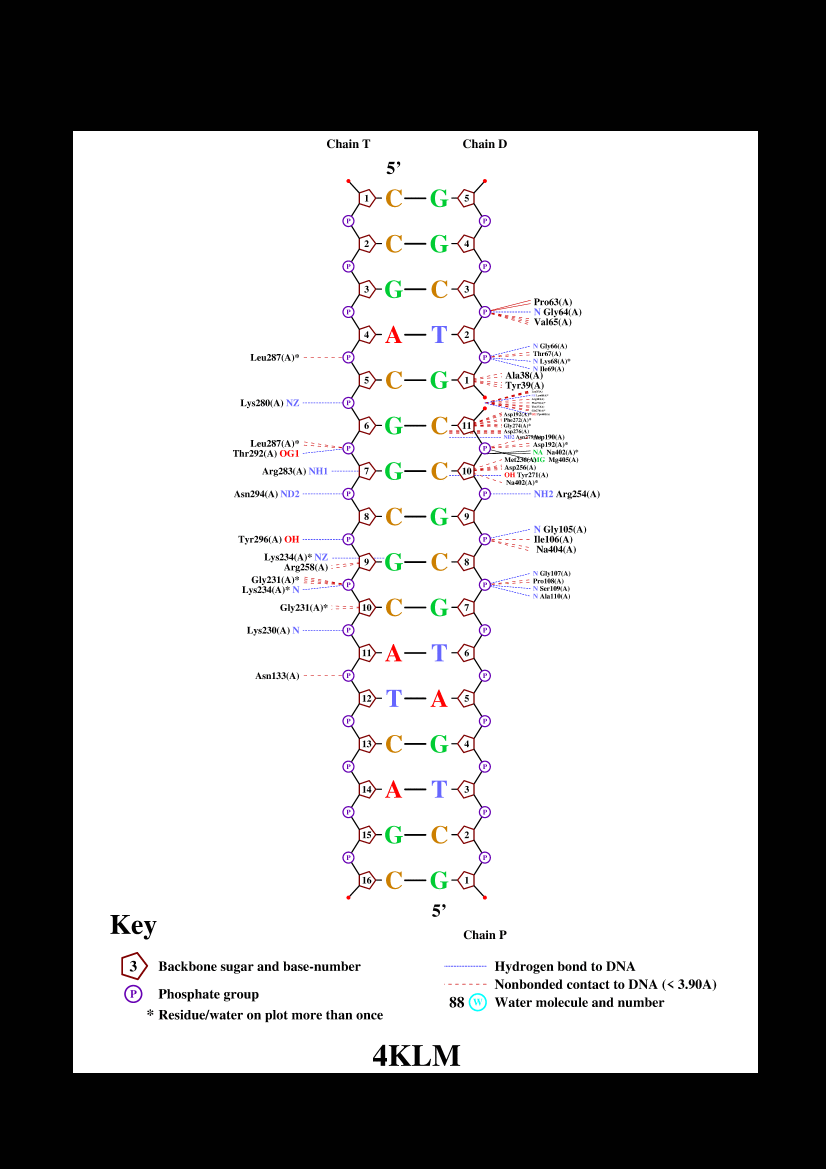 Chain T Chain D
5’
1 C G 5
P P
2 C G 4
P P
3 G C 3
Pro63(A)
P P N Gly64(A)
Val65(A)
4 A T 2
N Gly66(A)
Thr67(A)
Leu287(A)* P P
N Lys68(A)*
N Ile69(A)
5 C G 1
Ala38(A)
Tyr39(A)
Lys280(A) NZ P
Asp192(A)*
Phe272(A)*
6 G C 11
Gly274(A)*
Asp276(A)
Leu287(A)*
Thr292(A) OG1 P P
Asp190(A)
Asp192(A)*
NA Na402(A)*
MG Mg405(A)
Arg283(A) NH1 7 G C 10
Asp256(A)
OH Tyr271(A)
Na402(A)*
Asn294(A) ND2 P P NH2 Arg254(A)
8 C G 9
N Gly105(A)
Tyr296(A) OH P P Ile106(A)
Na404(A)
Lys234(A)* NZ
Arg258(A)
9 G C 8
Gly231(A)*
Lys234(A)* N P P
N Gly107(A)
Pro108(A)
N Ser109(A)
N Ala110(A)
Gly231(A)* 10 C G 7
Lys230(A) N P P
11 A T 6
Asn133(A) P P
12 T A 5
P P
13 C G 4
P P
14 A T 3
P P
15 G C 2
P P
16 C G 1
5’
Chain P
Key
3 Backbone sugar and base-number
P Phosphate group
* Residue/water on plot more than once
Hydrogen bond to DNA
Nonbonded contact to DNA (< 3.90A)
88 W Water molecule and number
4KLM